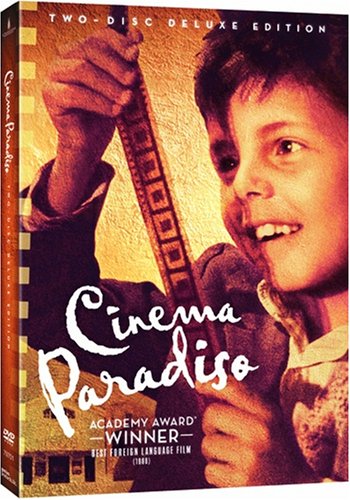 TWO-DISC DELUXE EDITION
Cinema
Paradiso
ACADEMY AWARD®
WINNER
BEST FOREIGN LANGUAGE FILM
(1989)
Cinema Paradiso
TWO-DISC DELUXE EDITION
DVD